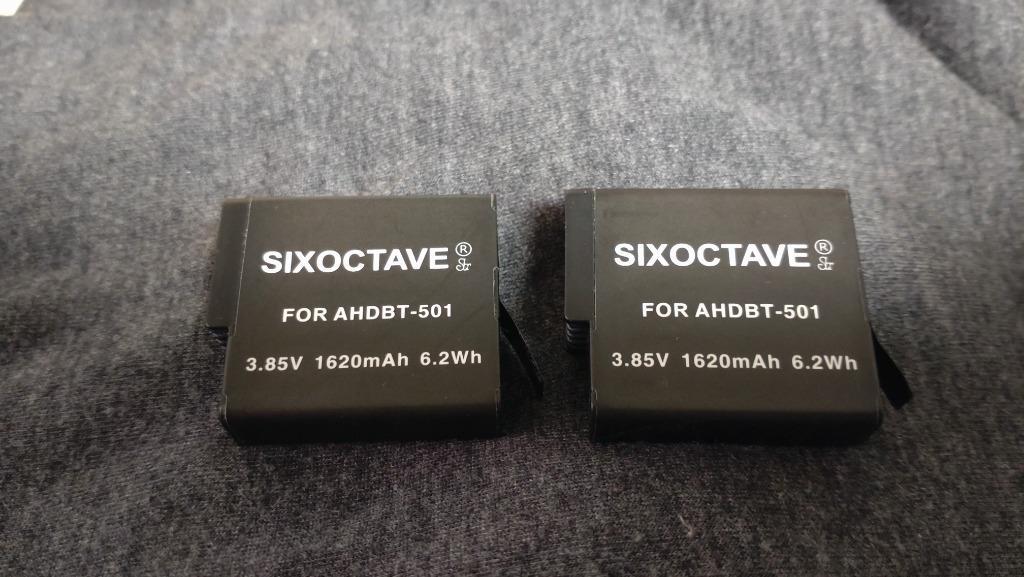 SIXOCTAVE®
FOR AHDBT-501
3.85V 1620mAh 6.2Wh
SIXOCTAVE®
FOR AHDBT-501
3.85V 1620mAh 6.2Wh